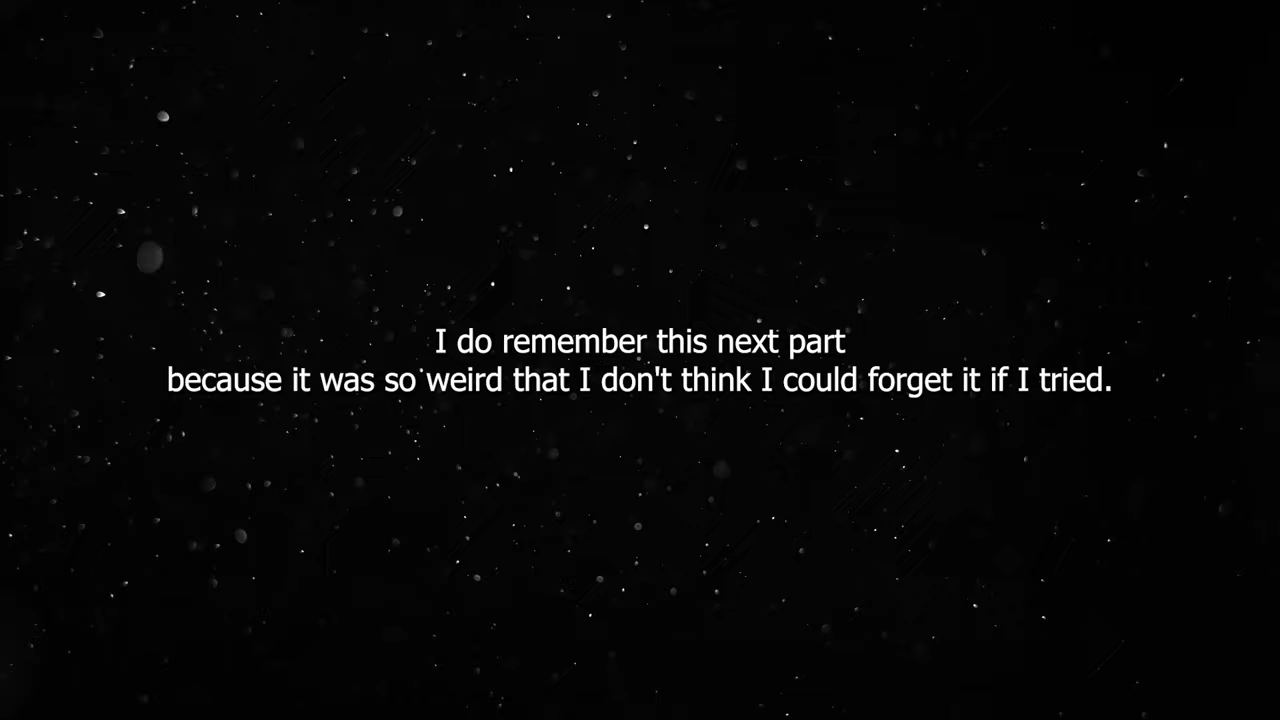 I do remember this next part
because it was so weird that I don't think I could forget it if I tried.